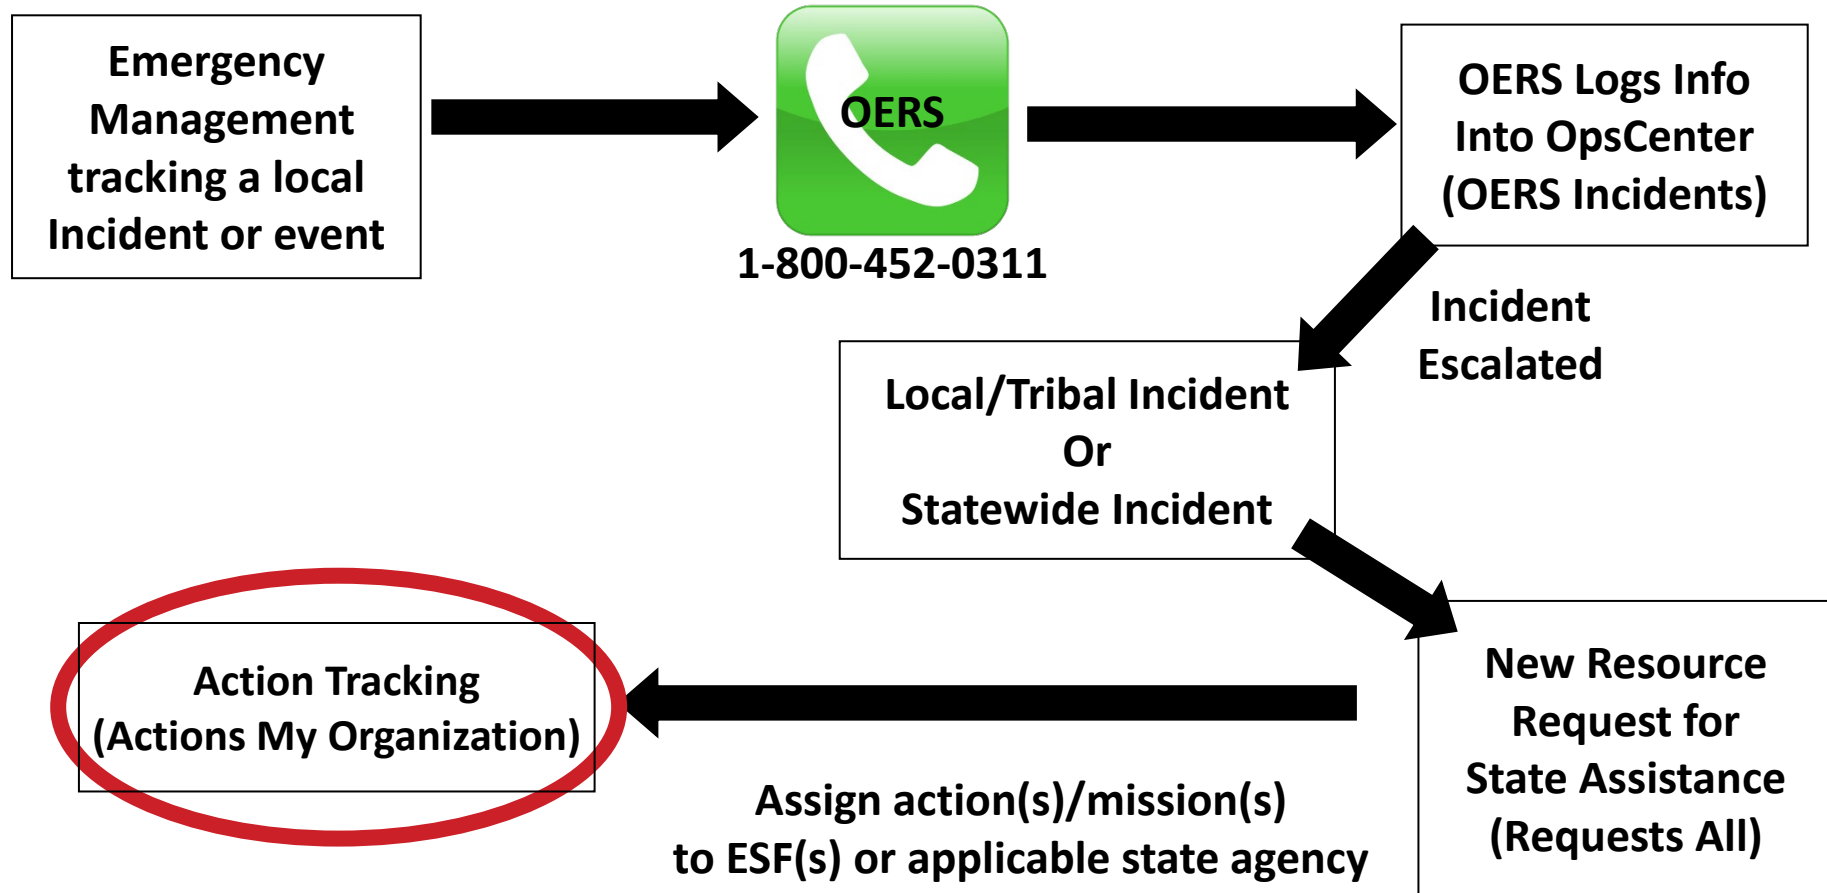 Emergency
Management
tracking a local
Incident or event
OERS
1-800-452-0311
OERS Logs Info
Into OpsCenter
(OERS Incidents)
Incident
Escalated
Local/Tribal Incident
Or
Statewide Incident
New Resource
Request for
State Assistance
(Requests All)
Assign action(s)/mission(s)
to ESF(s) or applicable state agency
Action Tracking
(Actions My Organization)